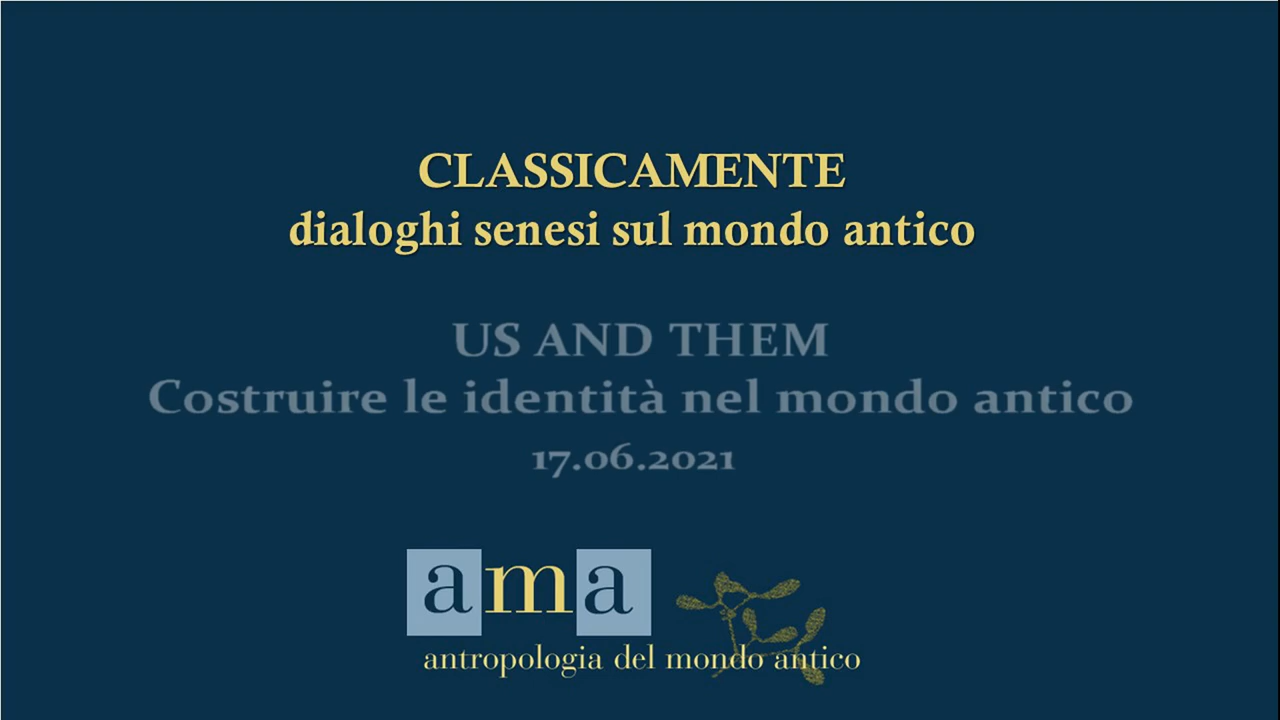 CLASSICAMENTE
dialoghi senesi sul mondo antico
US AND THEM
Costruire le identità nel mondo antico
17.06.2021
ama
antropologia del mondo antico